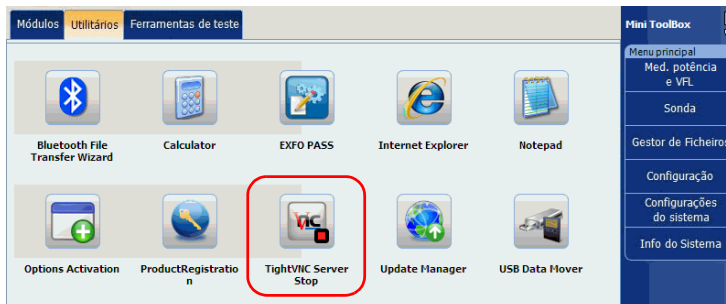 Módulos Utilitários Ferramentas de teste
Bluetooth File
Transfer Wizard
Calculator
EXFO PASS
Internet Explorer
Notepad
Options Activation
ProductRegistratio
n
VNC
TightVNC Server
Stop
Update Manager
USB Data Mover
Mini ToolBox
Menu principal
Med. potência
e VFL
Sonda
Gestor de Ficheiros
Configuração
Configurações
do sistema
Info do Sistema